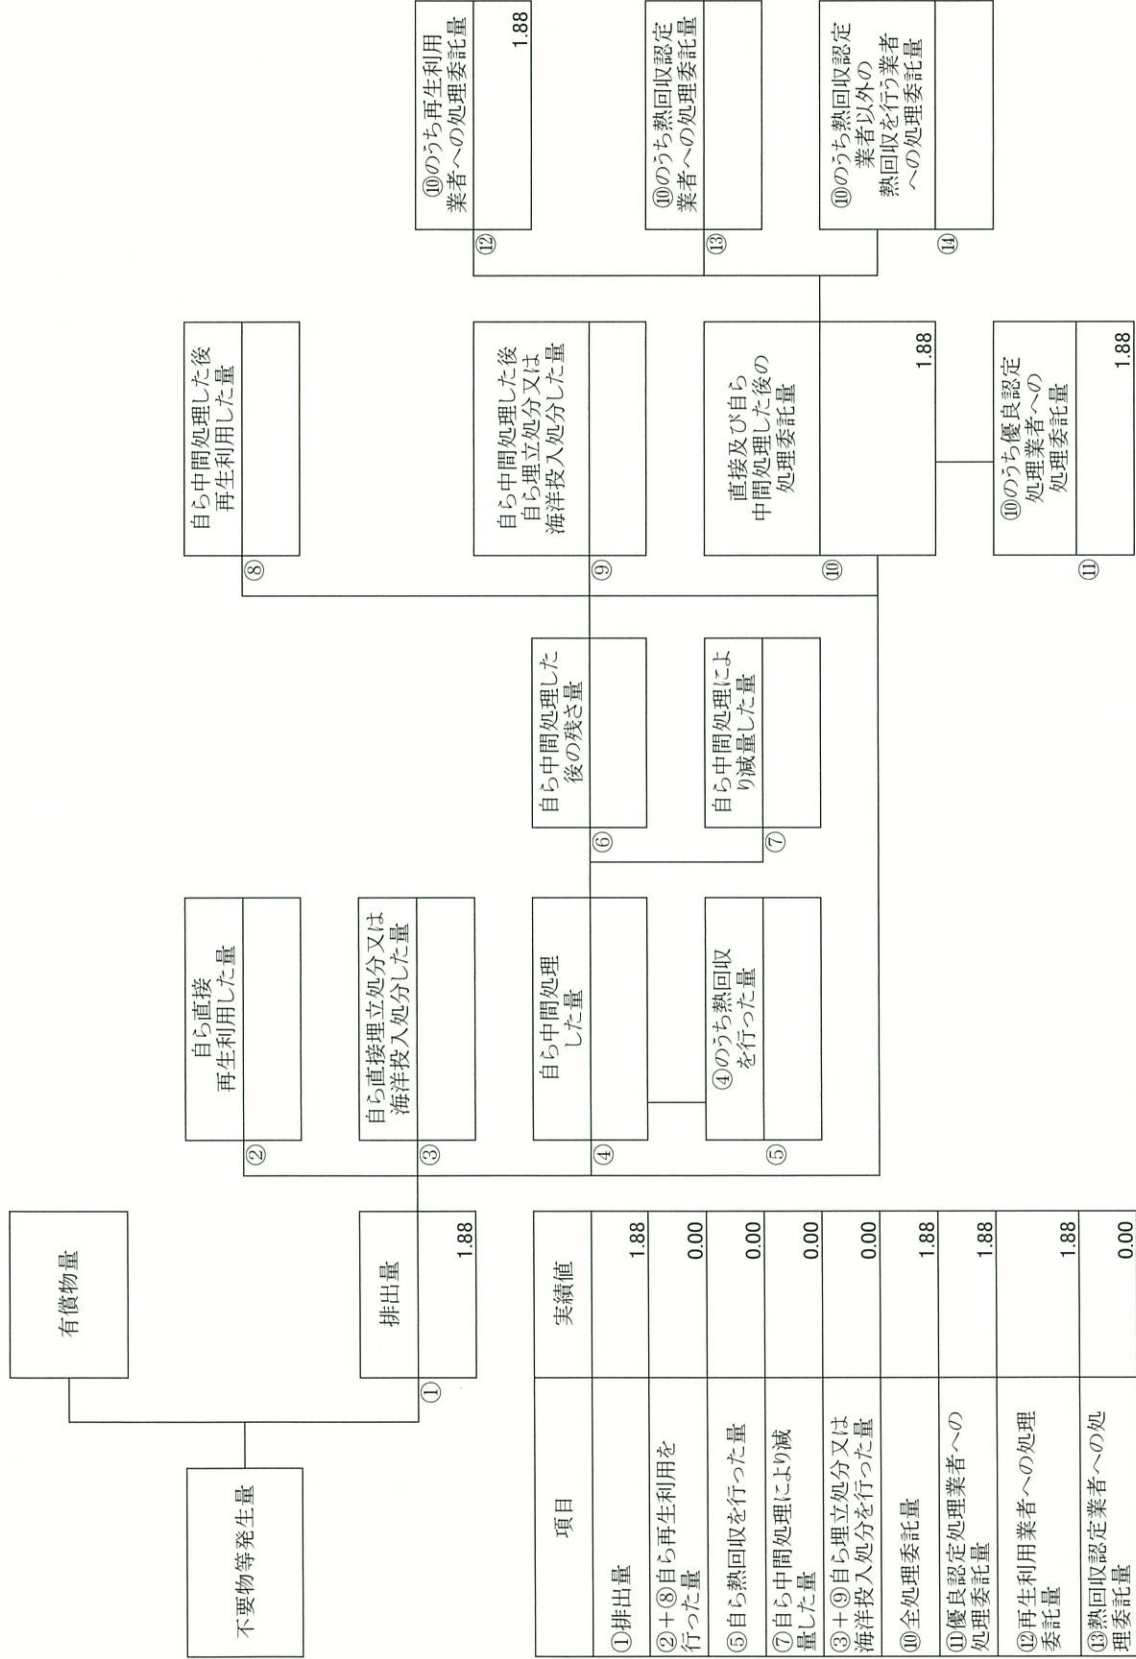 不要物等発生量
有償物量
排出量
①
1.88
自ら直接
再生利用した量
②
自ら直接埋立処分又は
海洋投入処分した量
③
自ら中間処理
した量
④
④のうち熱回収
を行った量
⑤
自ら中間処理した
後の残さ量
⑥
自ら中間処理によ
り減量した量
⑦
自ら中間処理した後
再生利用した量
⑧
自ら中間処理した後
自ら埋立処分又は
海洋投入処分した量
⑨
直接及び自ら
中間処理した後の
処理委託量
⑩
1.88
⑩のうち優良認定
処理業者への
処理委託量
⑪
1.88
⑩のうち再生利用
業者への処理委託量
⑫
1.88
⑩のうち熱回収認定
業者への処理委託量
⑬
⑩のうち熱回収認定
業者以外の
熱回収を行う業者
への処理委託量
⑭
項目 実績値
①排出量 1.88
②+⑧自ら再生利用を
行った量 0.00
⑤自ら熱回収を行った量 0.00
⑦自ら中間処理により減
量した量 0.00
③+⑨自ら埋立処分又は
海洋投入処分を行った量 0.00
⑩全処理委託量 1.88
⑪優良認定処理業者への
処理委託量 1.88
⑫再生利用業者への処理
委託量 1.88
⑬熱回収認定業者への処
理委託量 0.00